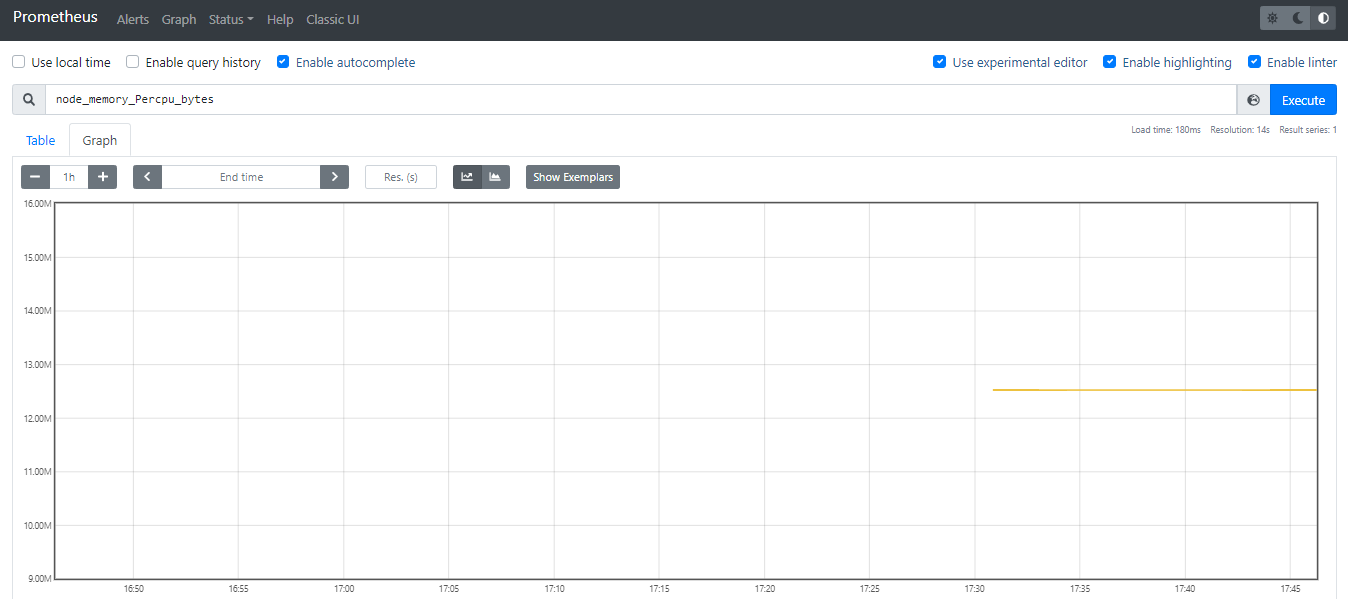 Prometheus Alerts Graph Status Help Classic UI
Use local time Enable query history Enable autocomplete Use experimental editor Enable highlighting Enable linter
node_memory_Percpu_bytes Execute
Load time: 180ms Resolution: 14s Result series: 1
Table Graph
1h End time Res. (s) Show Exemplars
16.00M
15.00M
14.00M
13.00M
12.00M
11.00M
10.00M
9.00M
16:50 16:55 17:00 17:05 17:10 17:15 17:20 17:25 17:30 17:35 17:40 17:45